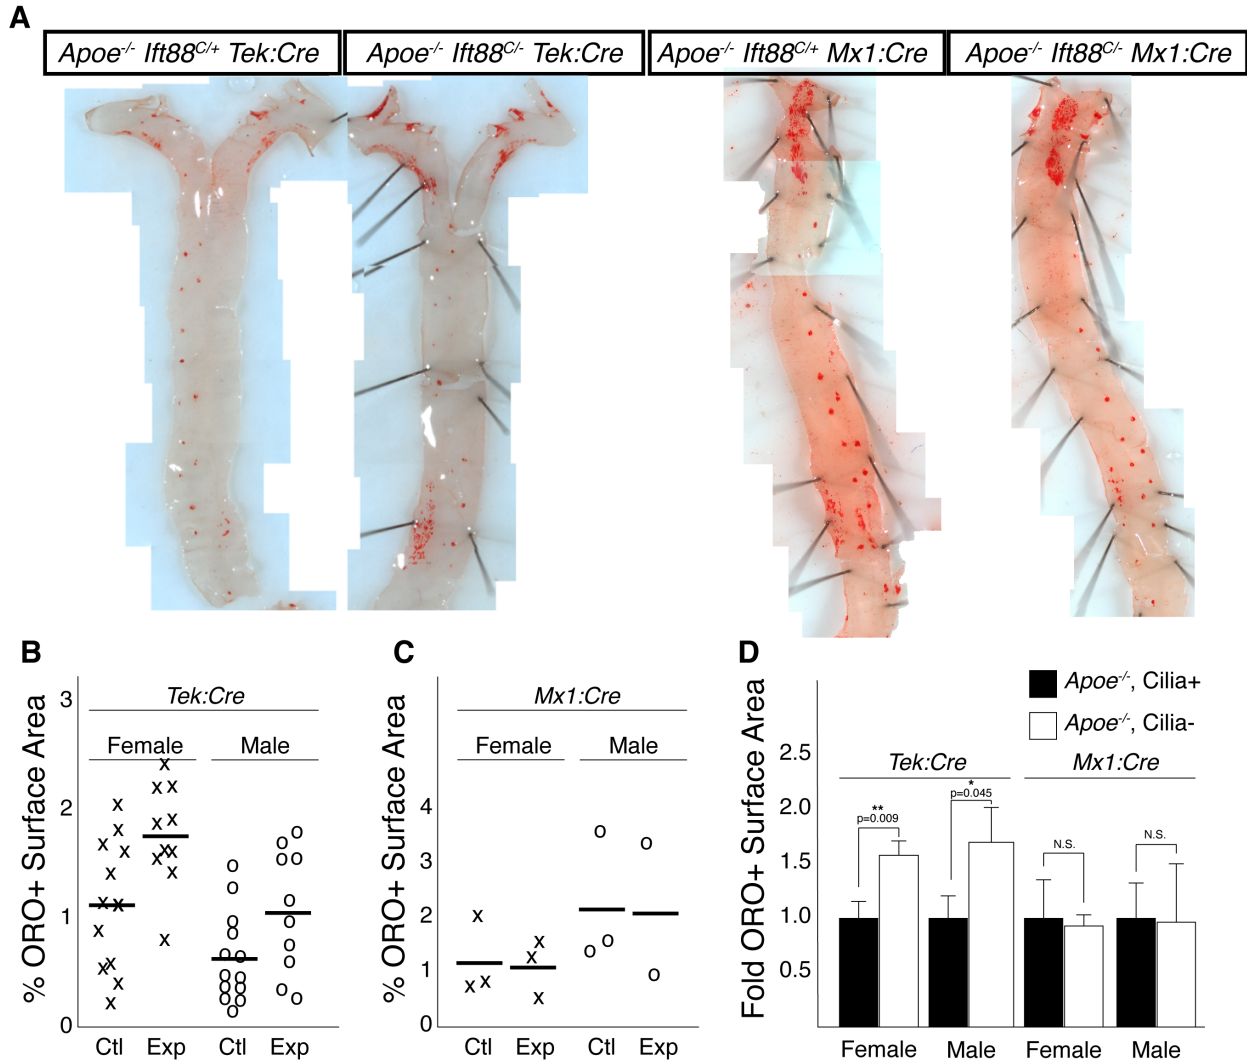 A
Apoe-/- Ift88C/+ Tek:Cre
Apoe-/- Ift88C/- Tek:Cre
Apoe-/- Ift88C/+ Mx1:Cre
Apoe-/- Ift88C/- Mx1:Cre
B
% ORO+ Surface Area
3
2
1
0
Tek:Cre
Female
Male
Ctl
Exp
Ctl
Exp
C
% ORO+ Surface Area
4
3
2
1
0
Mx1:Cre
Female
Male
Ctl
Exp
Ctl
Exp
D
Apoe-/-, Cilia+
Apoe-/-, Cilia-
Fold ORO+ Surface Area
2.5
2.0
1.5
1.0
0.5
Tek:Cre
Mx1:Cre
**
p=0.009
*
p=0.045
N.S.
N.S.
Female
Male
Female
Male